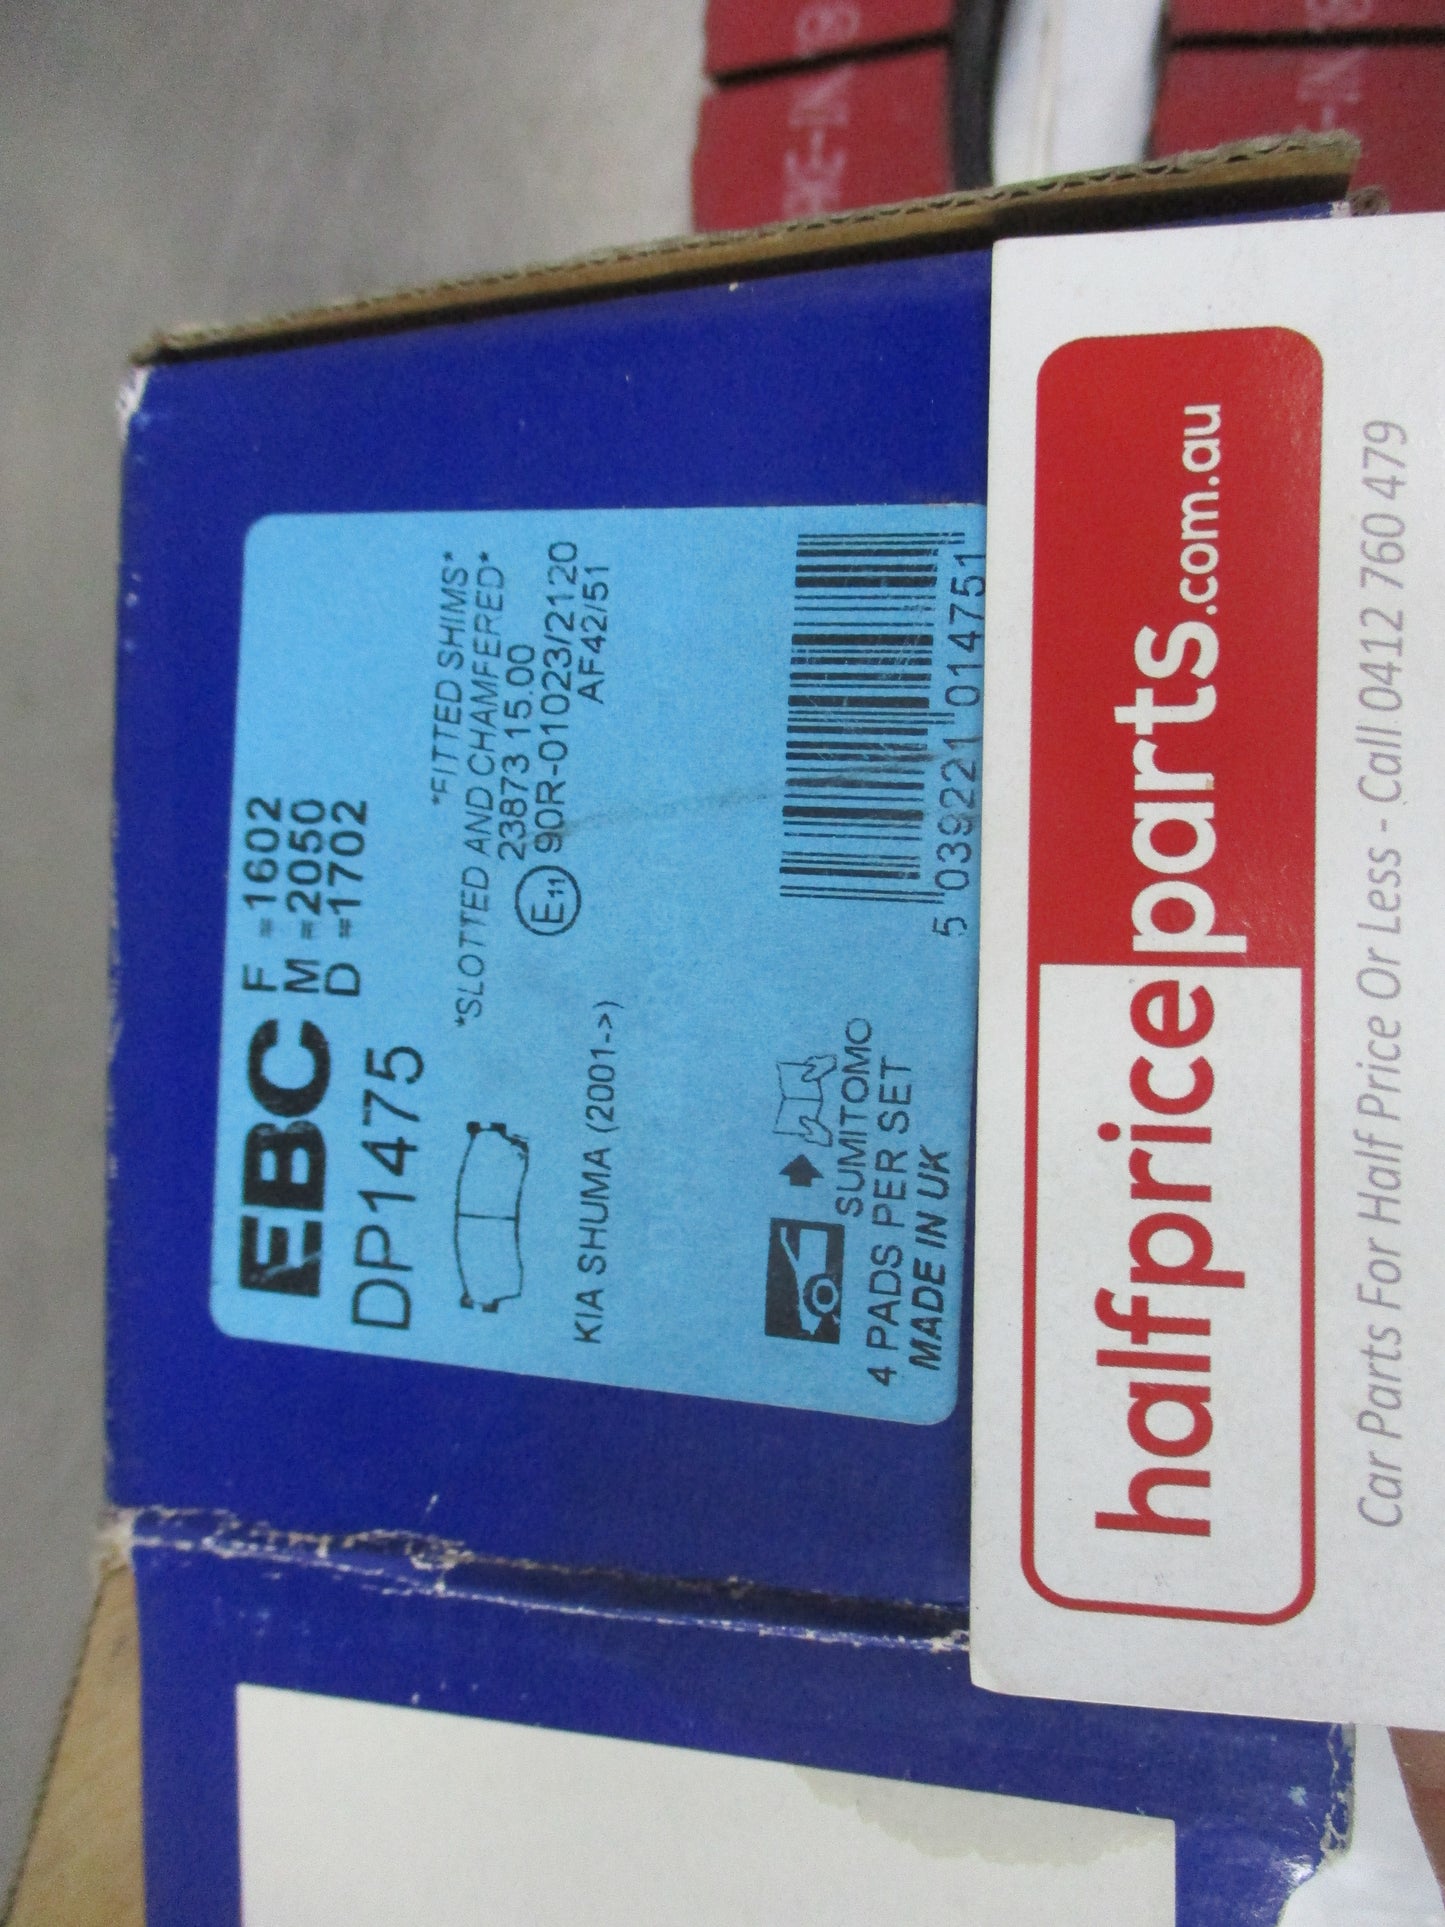 EBC
F =1602
M =2050
D =1702
DP1475
*FITTED SHIMS*
*SLOTTED AND CHAMFERED*
23873 15.00
E11 90R-01023/2120
AF42/51
KIA SHUMA (2001->)
SUMITOMO
4 PADS PER SET
MADE IN UK
5 039221 014751
halfpriceparts.com.au
Car Parts For Half Price Or Less - Call 0412 760 479